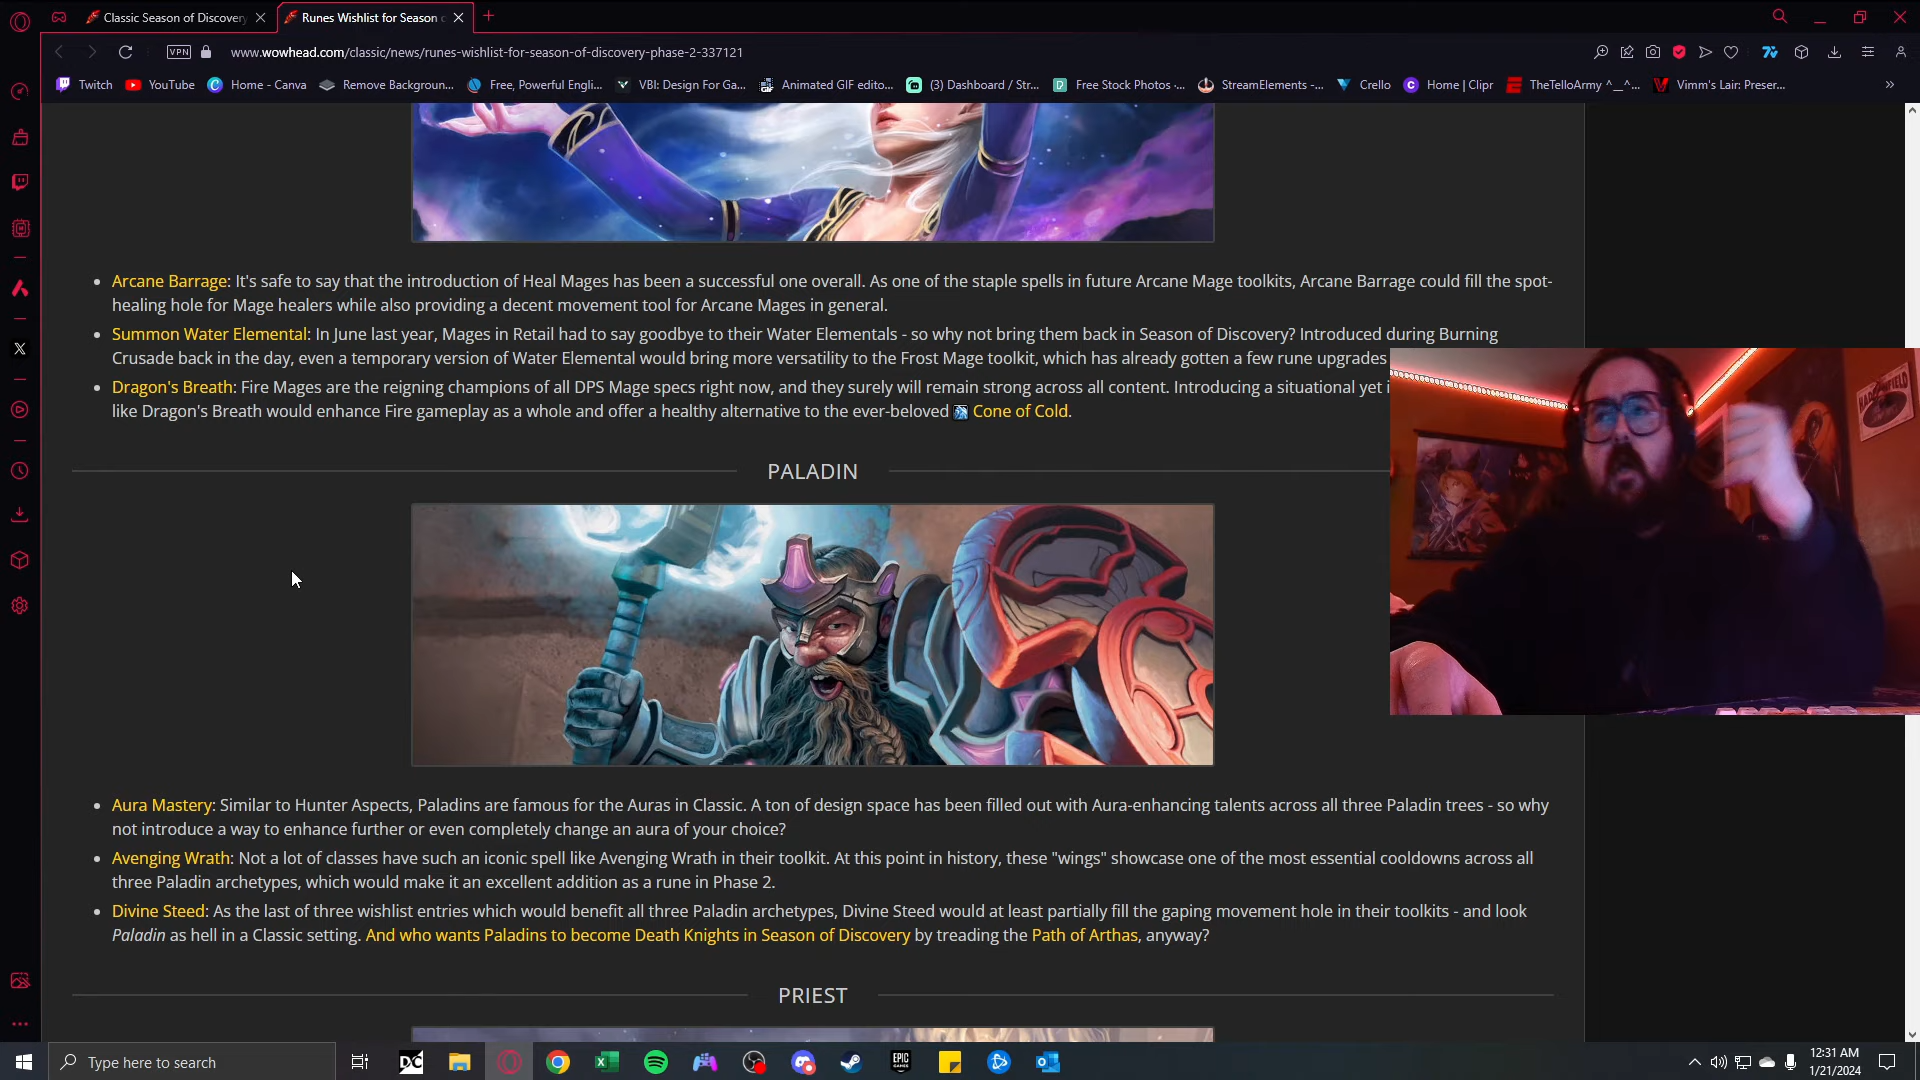 Classic Season of Discovery
Runes Wishlist for Season
VPN
www.wowhead.com/classic/news/runes-wishlist-for-season-of-discovery-phase-2-337121
Twitch
YouTube
Home - Canva
Remove Backgroun...
Free, Powerful Engli...
VBI: Design For Ga...
Animated GIF edito...
(3) Dashboard / Str...
Free Stock Photos ·...
StreamElements -...
Crello
Home | Clipr
TheTelloArmy ^__^...
Vimm's Lair: Preser...
Arcane Barrage: It's safe to say that the introduction of Heal Mages has been a successful one overall. As one of the staple spells in future Arcane Mage toolkits, Arcane Barrage could fill the spot-
healing hole for Mage healers while also providing a decent movement tool for Arcane Mages in general.
Summon Water Elemental: In June last year, Mages in Retail had to say goodbye to their Water Elementals - so why not bring them back in Season of Discovery? Introduced during Burning
Crusade back in the day, even a temporary version of Water Elemental would bring more versatility to the Frost Mage toolkit, which has already gotten a few rune upgrades
Dragon's Breath: Fire Mages are the reigning champions of all DPS Mage specs right now, and they surely will remain strong across all content. Introducing a situational yet
like Dragon's Breath would enhance Fire gameplay as a whole and offer a healthy alternative to the ever-beloved Cone of Cold.
PALADIN
Aura Mastery: Similar to Hunter Aspects, Paladins are famous for the Auras in Classic. A ton of design space has been filled out with Aura-enhancing talents across all three Paladin trees - so why
not introduce a way to enhance further or even completely change an aura of your choice?
Avenging Wrath: Not a lot of classes have such an iconic spell like Avenging Wrath in their toolkit. At this point in history, these "wings" showcase one of the most essential cooldowns across all
three Paladin archetypes, which would make it an excellent addition as a rune in Phase 2.
Divine Steed: As the last of three wishlist entries which would benefit all three Paladin archetypes, Divine Steed would at least partially fill the gaping movement hole in their toolkits - and look
Paladin as hell in a Classic setting. And who wants Paladins to become Death Knights in Season of Discovery by treading the Path of Arthas, anyway?
PRIEST
Type here to search
DC
EPIC GAMES
12:31 AM
1/21/2024